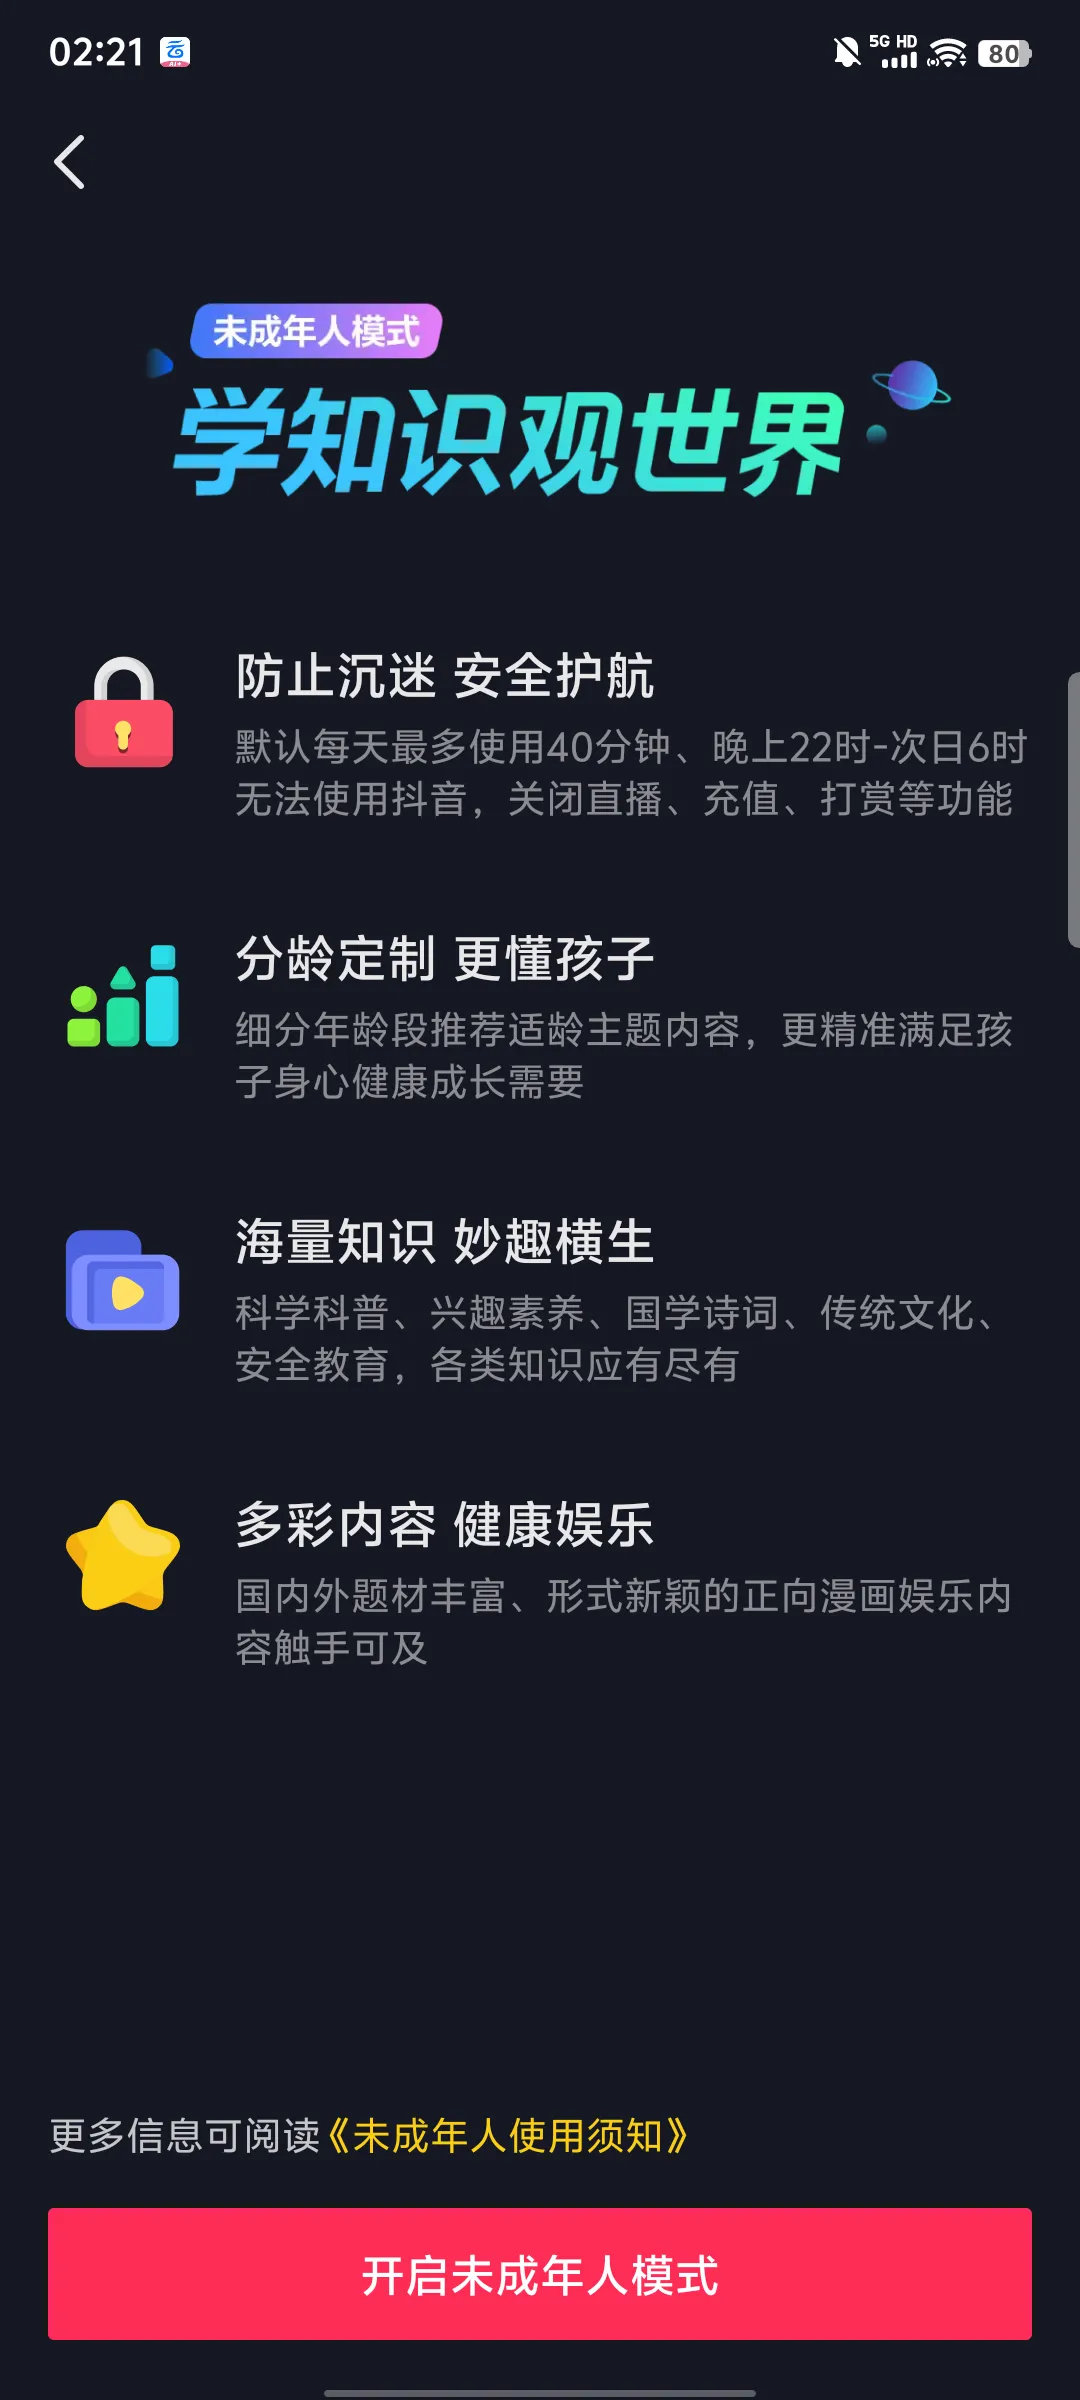 02:21
5G HD
80
未成年人模式
学知识观世界
防止沉迷 安全护航
默认每天最多使用40分钟、晚上22时-次日6时
无法使用抖音，关闭直播、充值、打赏等功能
分龄定制 更懂孩子
细分年龄段推荐适龄主题内容，更精准满足孩
子身心健康成长需要
海量知识 妙趣横生
科学科普、兴趣素养、国学诗词、传统文化、
安全教育，各类知识应有尽有
多彩内容 健康娱乐
国内外题材丰富、形式新颖的正向漫画娱乐内
容触手可及
更多信息可阅读《未成年人使用须知》
开启未成年人模式